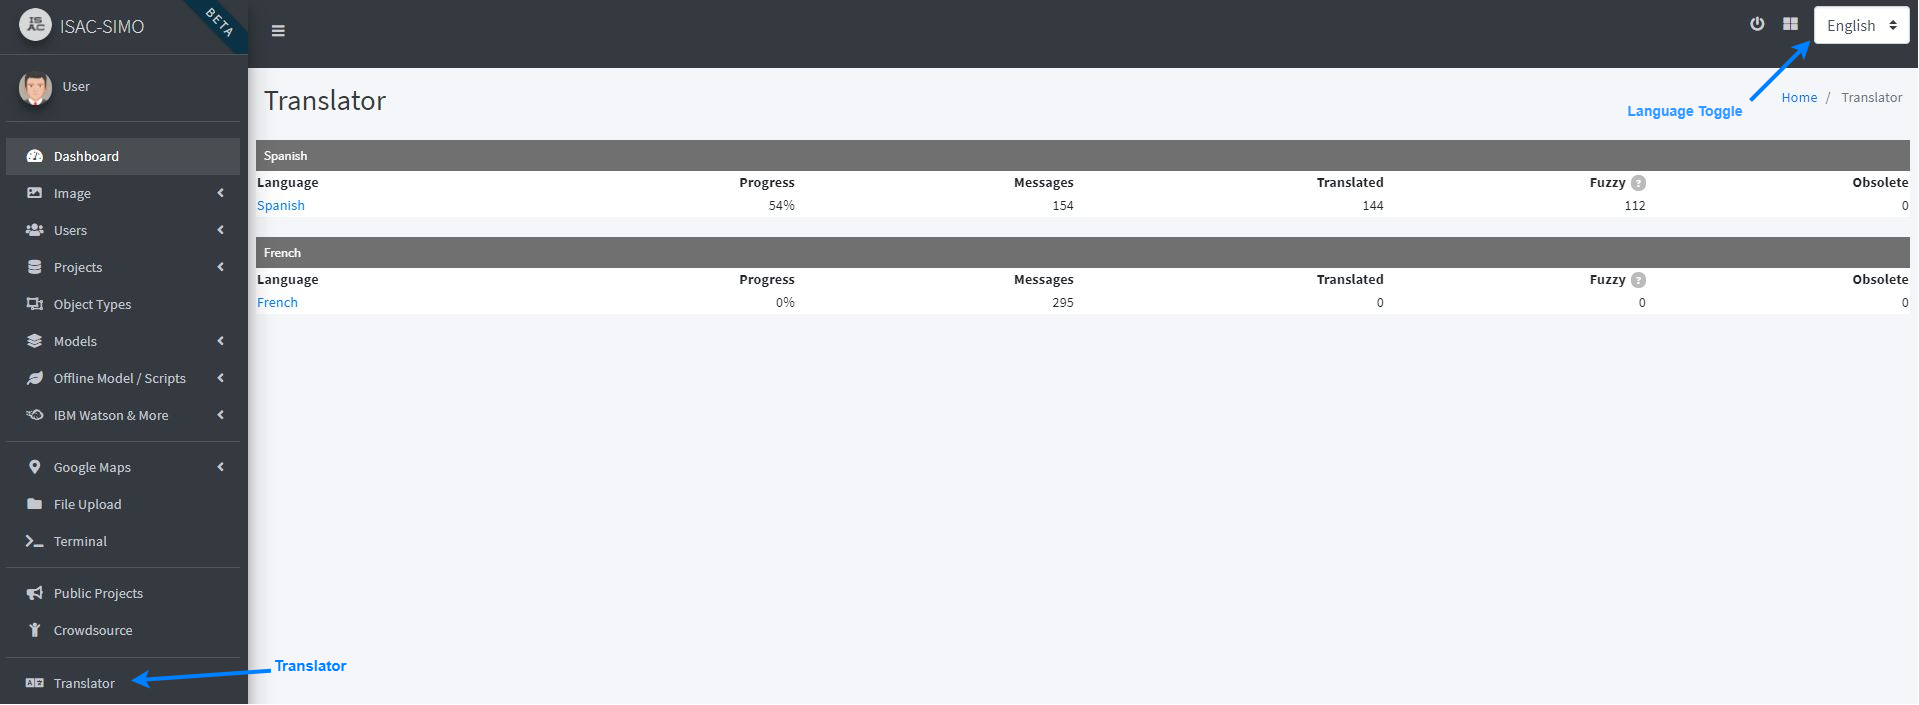 IS
AC
ISAC-SIMO
BETA
English
User
Translator
Home / Translator
Language Toggle
Dashboard
Image
Users
Projects
Object Types
Models
Offline Model / Scripts
IBM Watson & More
Google Maps
File Upload
Terminal
Public Projects
Crowdsource
Translator
Spanish
Language Progress Messages Translated Fuzzy ? Obsolete
Spanish 54% 154 144 112 0
French
Language Progress Messages Translated Fuzzy ? Obsolete
French 0% 295 0 0 0
Translator